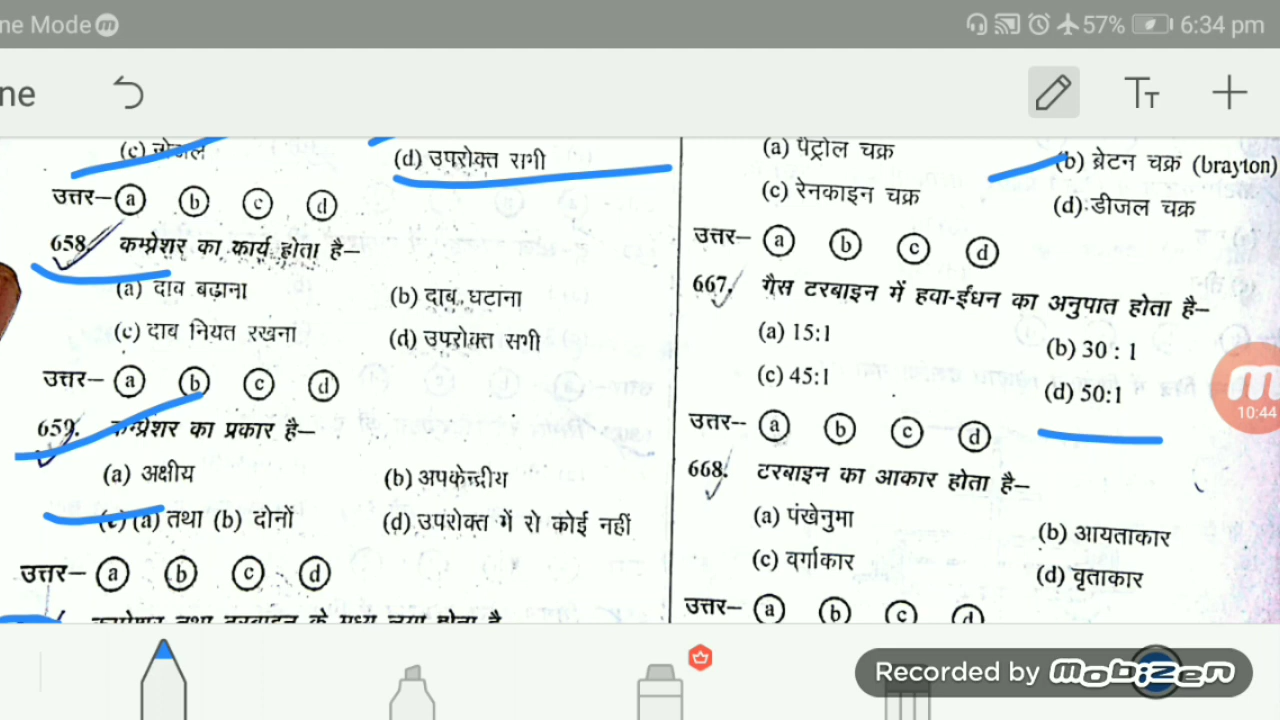 ne Mode
57% 6:34 pm
ne
TT
(c) नोजल
(d) उपरोक्त सभी
उत्तर– a b c d
658. कम्प्रेशर का कार्य होता है–
(a) दाव बढ़ाना
(b) दाब घटाना
(c) दाब नियत रखना
(d) उपरोक्त सभी
उत्तर– a b c d
659. कम्प्रेशर का प्रकार है–
(a) अक्षीय
(b) अपकेन्द्रीय
(c) (a) तथा (b) दोनों
(d) उपरोक्त में से कोई नहीं
उत्तर– a b c d
(a) पेट्रोल चक्र
(b) ब्रेटन चक्र (brayton)
(c) रेनकाइन चक्र
(d) डीजल चक्र
उत्तर– a b c d
667. गैस टरबाइन में हवा-ईंधन का अनुपात होता है–
(a) 15:1
(b) 30 : 1
(c) 45:1
(d) 50:1
उत्तर-- a b c d
668. टरबाइन का आकार होता है–
(a) पंखेनुमा
(b) आयताकार
(c) वर्गाकार
(d) वृताकार
उत्तर– a b c d
10:44
Recorded by mobizen